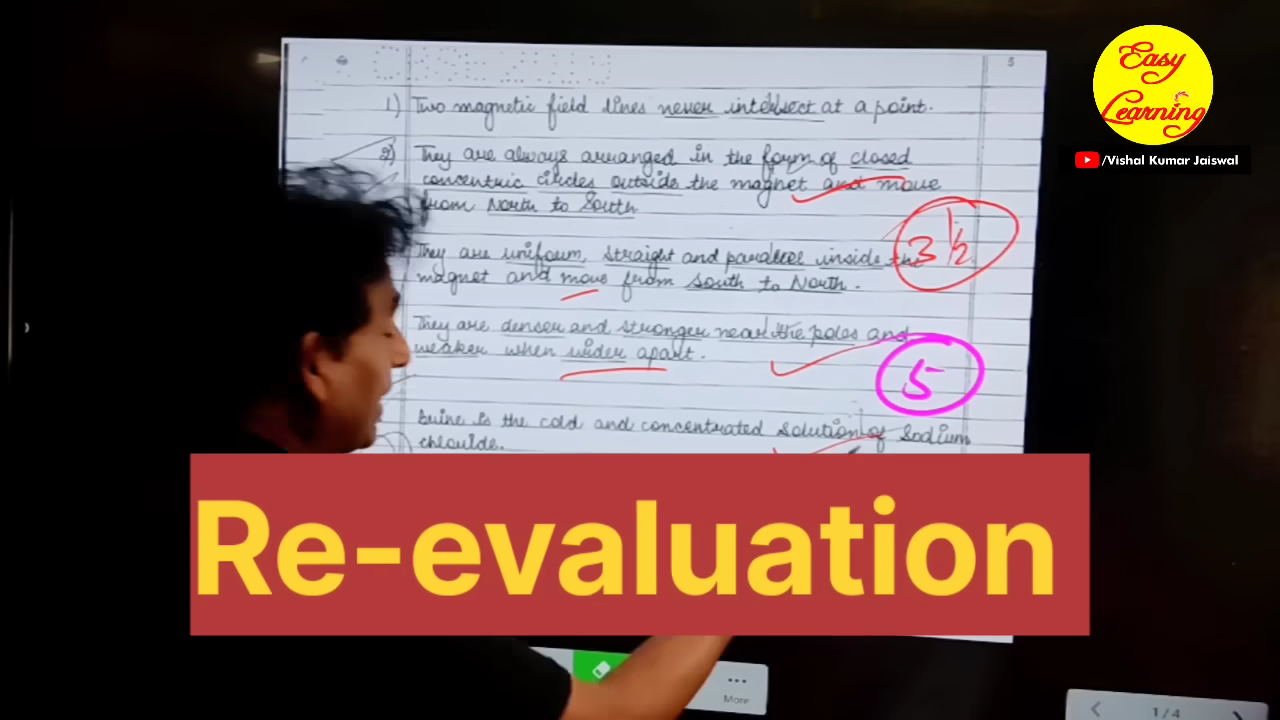 5
1) Two magnetic field lines never intersect at a point.
2) They are always arranged in the form of closed
concentric circles outside the magnet and move
from North to South
They are uniform, straight and parallel inside the
magnet and move from South to North.
They are denser and stronger near the poles and
weaker when wider apart.
Brine is the cold and concentrated solution of Sodium
3 1/2
5
Easy
Learning
/Vishal Kumar Jaiswal
Re-evaluation
More
1/4